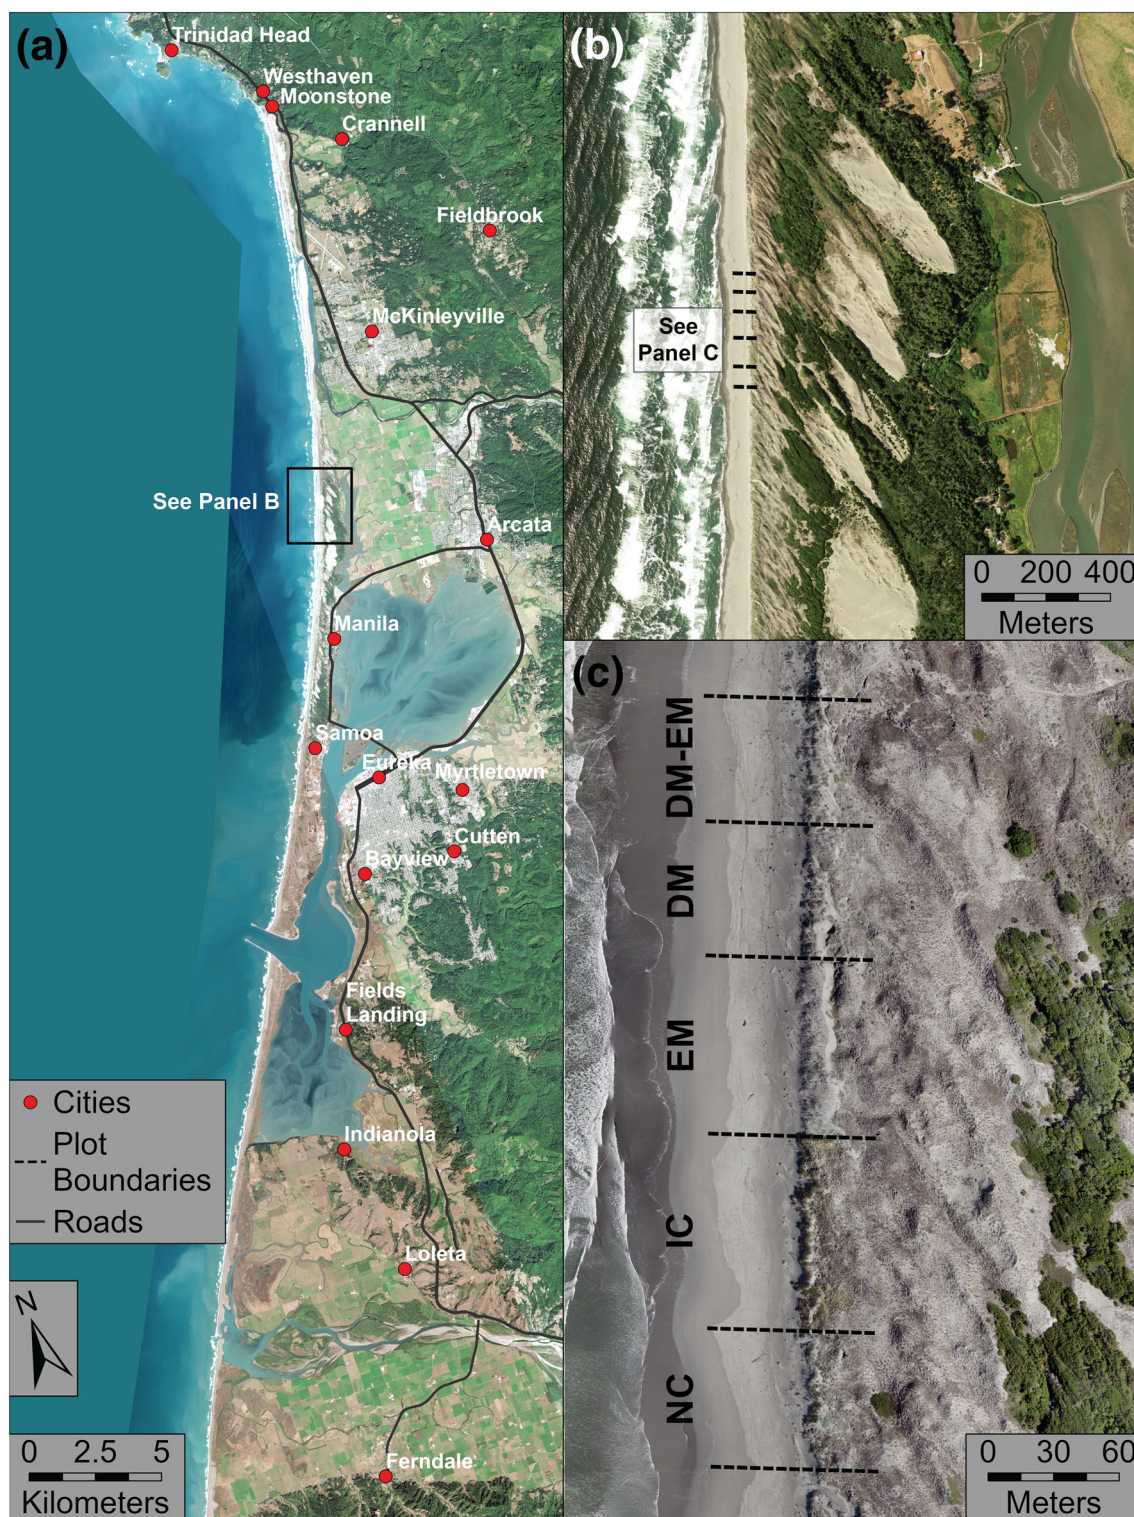 (a)
Trinidad Head
Westhaven
Moonstone
Crannell
Fieldbrook
McKinleyville
See Panel B
Arcata
Manila
Samoa
Eureka
Myrtletown
Cutten
Bayview
Fields
Landing
Indianola
Loleta
Ferndale
Cities
Plot
Boundaries
Roads
N
0 2.5 5
Kilometers
(b)
See
Panel C
0 200 400
Meters
(c)
DM-EM
DM
EM
IC
NC
0 30 60
Meters